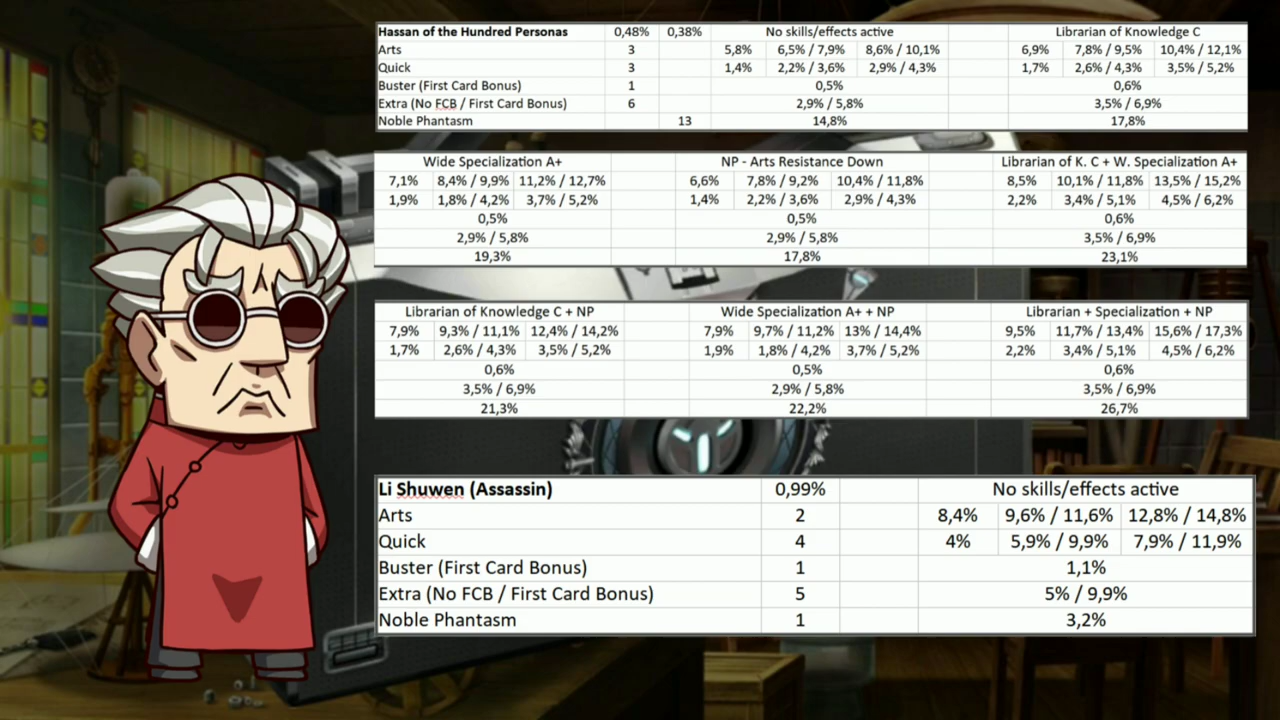 Hassan of the Hundred Personas 0,48% 0,38% No skills/effects active Librarian of Knowledge C
Arts 3 5,8% 6,5% / 7,9% 8,6% / 10,1% 6,9% 7,8% / 9,5% 10,4% / 12,1%
Quick 3 1,4% 2,2% / 3,6% 2,9% / 4,3% 1,7% 2,6% / 4,3% 3,5% / 5,2%
Buster (First Card Bonus) 1 0,5% 0,6%
Extra (No FCB / First Card Bonus) 6 2,9% / 5,8% 3,5% / 6,9%
Noble Phantasm 13 14,8% 17,8%
Wide Specialization A+ NP - Arts Resistance Down Librarian of K. C + W. Specialization A+
7,1% 8,4% / 9,9% 11,2% / 12,7% 6,6% 7,8% / 9,2% 10,4% / 11,8% 8,5% 10,1% / 11,8% 13,5% / 15,2%
1,9% 1,8% / 4,2% 3,7% / 5,2% 1,4% 2,2% / 3,6% 2,9% / 4,3% 2,2% 3,4% / 5,1% 4,5% / 6,2%
0,5% 0,5% 0,6%
2,9% / 5,8% 2,9% / 5,8% 3,5% / 6,9%
19,3% 17,8% 23,1%
Librarian of Knowledge C + NP Wide Specialization A+ + NP Librarian + Specialization + NP
7,9% 9,3% / 11,1% 12,4% / 14,2% 7,9% 9,7% / 11,2% 13% / 14,4% 9,5% 11,7% / 13,4% 15,6% / 17,3%
1,7% 2,6% / 4,3% 3,5% / 5,2% 1,9% 1,8% / 4,2% 3,7% / 5,2% 2,2% 3,4% / 5,1% 4,5% / 6,2%
0,6% 0,5% 0,6%
3,5% / 6,9% 2,9% / 5,8% 3,5% / 6,9%
21,3% 22,2% 26,7%
Li Shuwen (Assassin) 0,99% No skills/effects active
Arts 2 8,4% 9,6% / 11,6% 12,8% / 14,8%
Quick 4 4% 5,9% / 9,9% 7,9% / 11,9%
Buster (First Card Bonus) 1 1,1%
Extra (No FCB / First Card Bonus) 5 5% / 9,9%
Noble Phantasm 1 3,2%